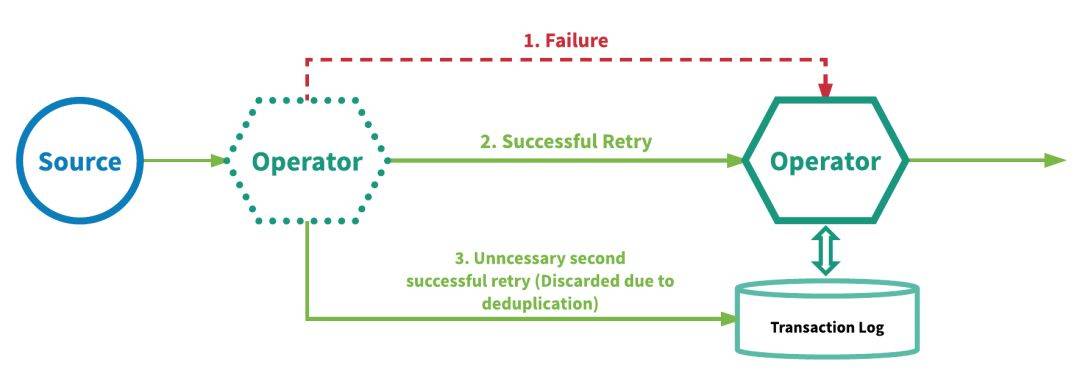 1. Failure
2. Successful Retry
Source
Operator
Operator
3. Unncessary second
successful retry (Discarded due to
deduplication)
Transaction Log